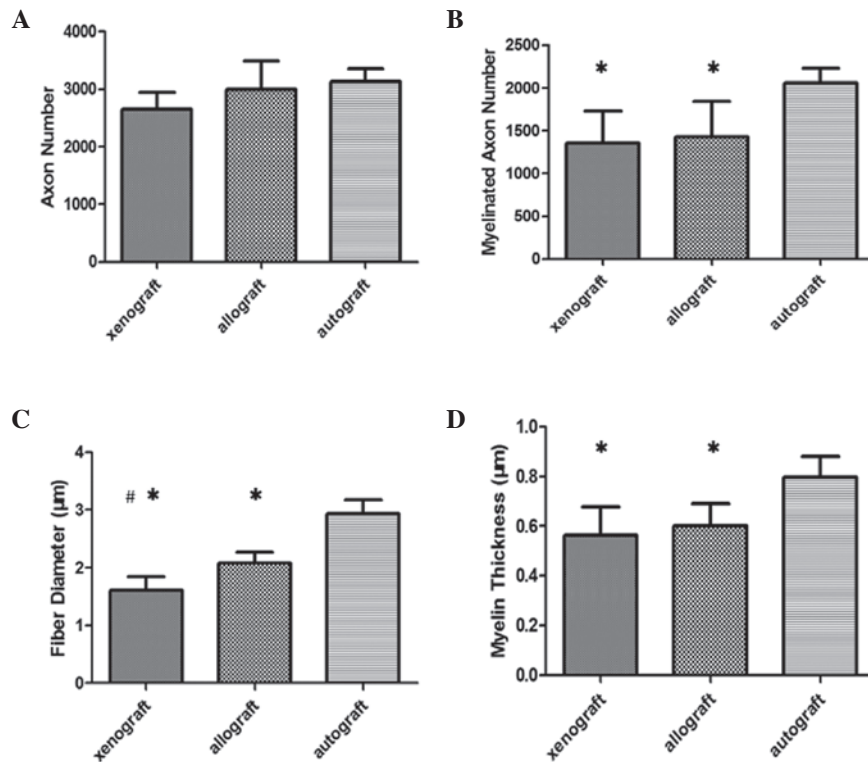 A
Axon Number
4000
3000
2000
1000
0
xenograft
allograft
autograft
B
Myelinated Axon Number
2500
2000
1500
1000
500
0
* *
xenograft
allograft
autograft
C
Fiber Diameter (µm)
4
3
2
1
0
# * *
xenograft
allograft
autograft
D
Myelin Thickness (µm)
1.0
0.8
0.6
0.4
0.2
0.0
* *
xenograft
allograft
autograft